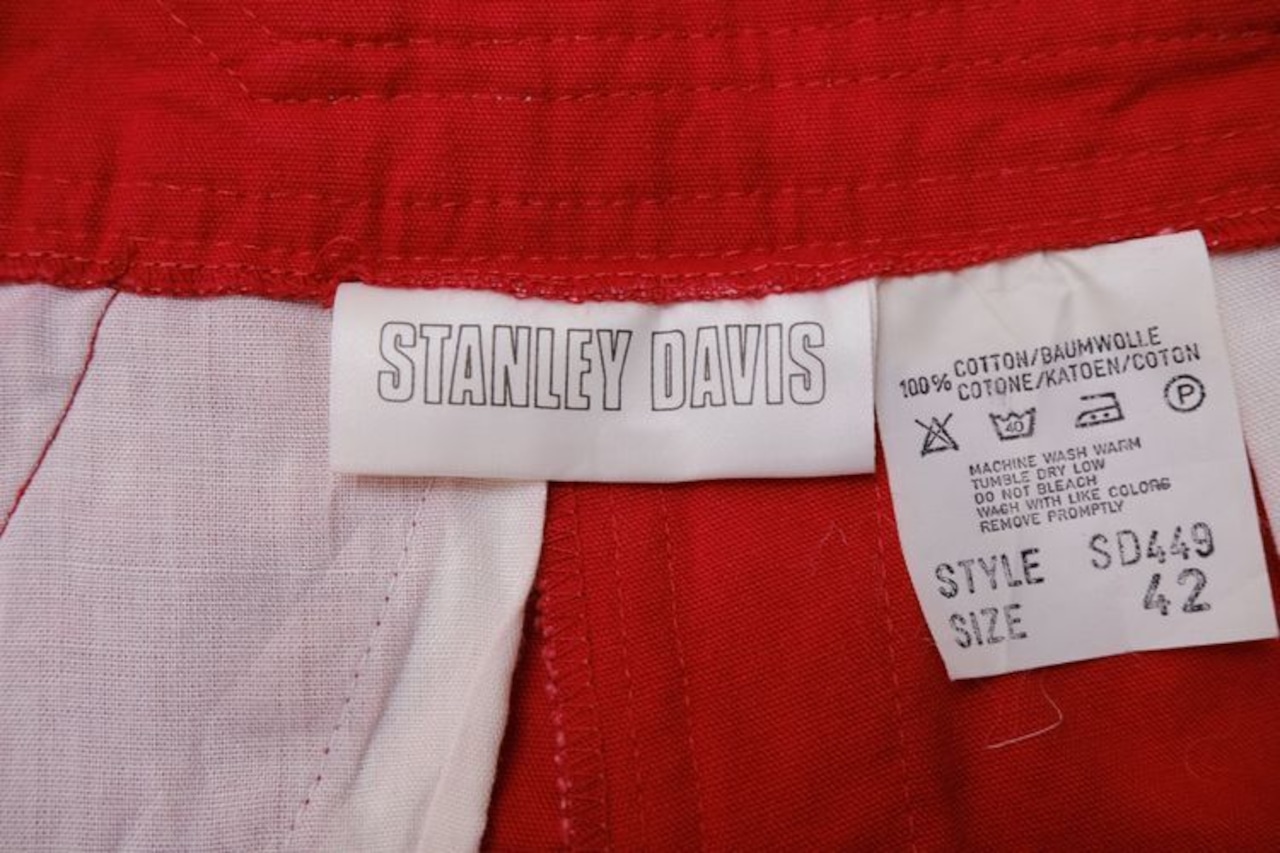 STANLEY DAVIS
100% COTTON/BAUMWOLLE
COTONE/KATOEN/COTON
40
P
MACHINE WASH WARM
TUMBLE DRY LOW
DO NOT BLEACH
WASH WITH LIKE COLORS
REMOVE PROMPTLY
STYLE SD449
SIZE 42